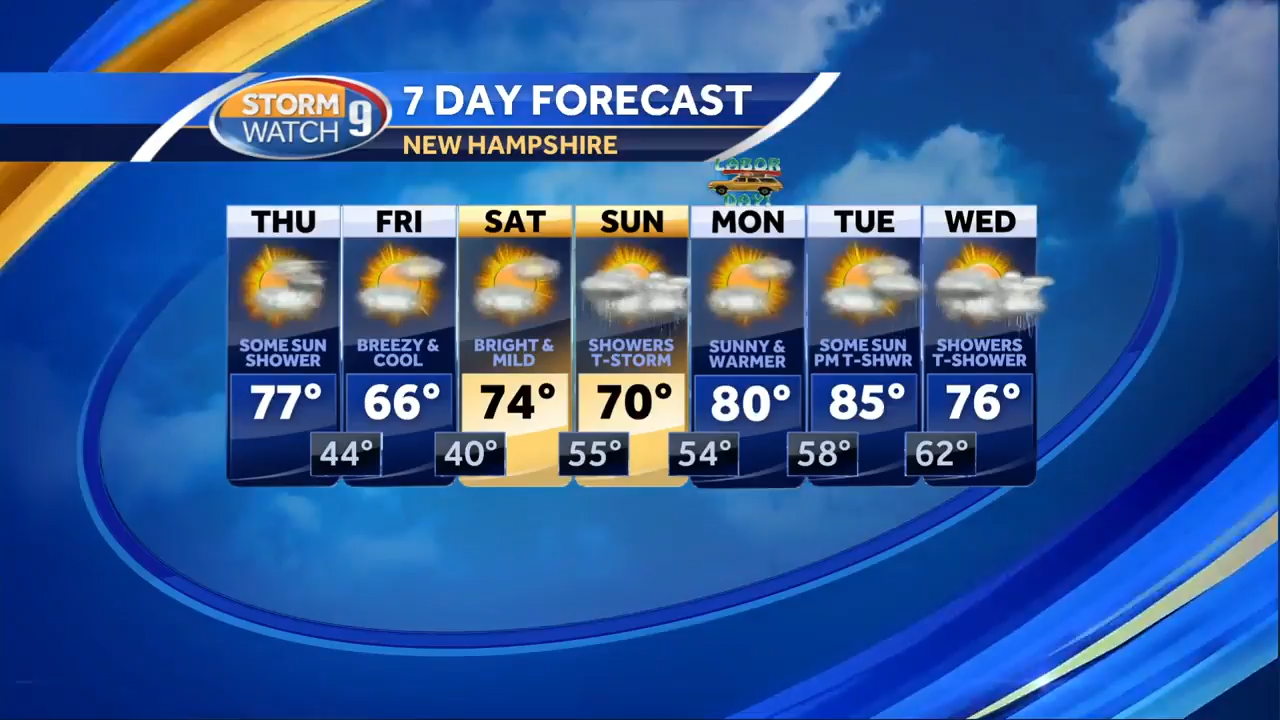 STORM
WATCH 9
7 DAY FORECAST
NEW HAMPSHIRE
LABOR
DAY!
THU
FRI
SAT
SUN
MON
TUE
WED
SOME SUN
SHOWER
BREEZY &
COOL
BRIGHT &
MILD
SHOWERS
T-STORM
SUNNY &
WARMER
SOME SUN
PM T-SHWR
SHOWERS
T-SHOWER
77°
66°
74°
70°
80°
85°
76°
44°
40°
55°
54°
58°
62°